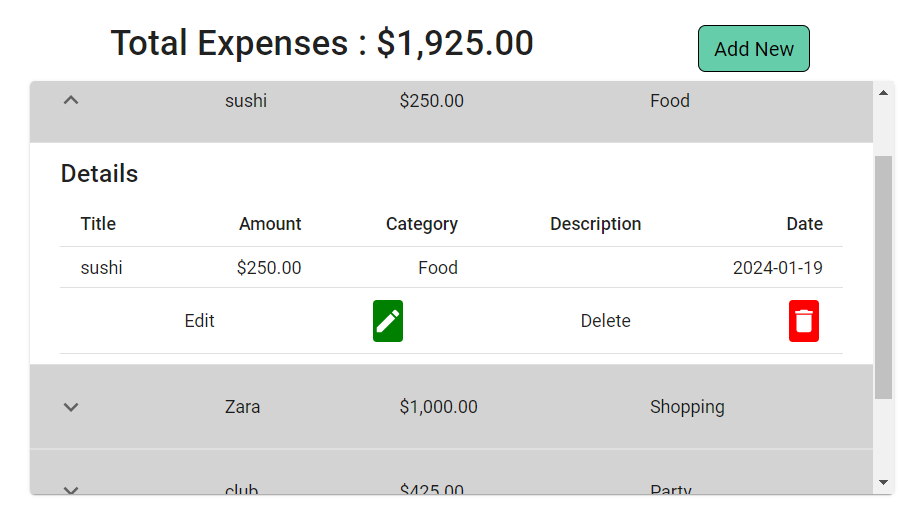 Total Expenses : $1,925.00
Add New
sushi $250.00 Food
Details
Title Amount Category Description Date
sushi $250.00 Food 2024-01-19
Edit Delete
Zara $1,000.00 Shopping
club $425.00 Party